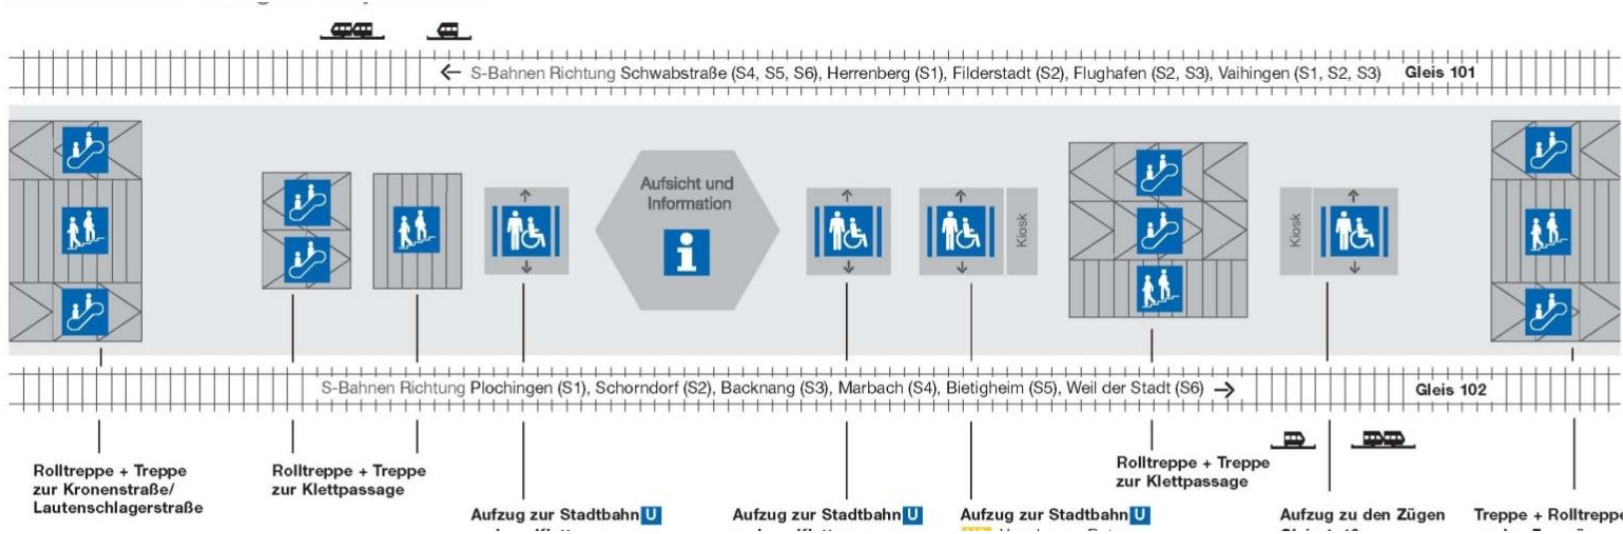 ← S-Bahnen Richtung Schwabstraße (S4, S5, S6), Herrenberg (S1), Filderstadt (S2), Flughafen (S2, S3), Vaihingen (S1, S2, S3) Gleis 101
Aufsicht und
Information
i
Kiosk
Kiosk
S-Bahnen Richtung Plochingen (S1), Schorndorf (S2), Backnang (S3), Marbach (S4), Bietigheim (S5), Weil der Stadt (S6) → Gleis 102
Rolltreppe + Treppe
zur Kronenstraße/
Lautenschlagerstraße
Rolltreppe + Treppe
zur Klettpassage
Aufzug zur Stadtbahn U
Aufzug zur Stadtbahn U
Aufzug zur Stadtbahn U
Rolltreppe + Treppe
zur Klettpassage
Aufzug zu den Zügen
Treppe + Rolltreppe